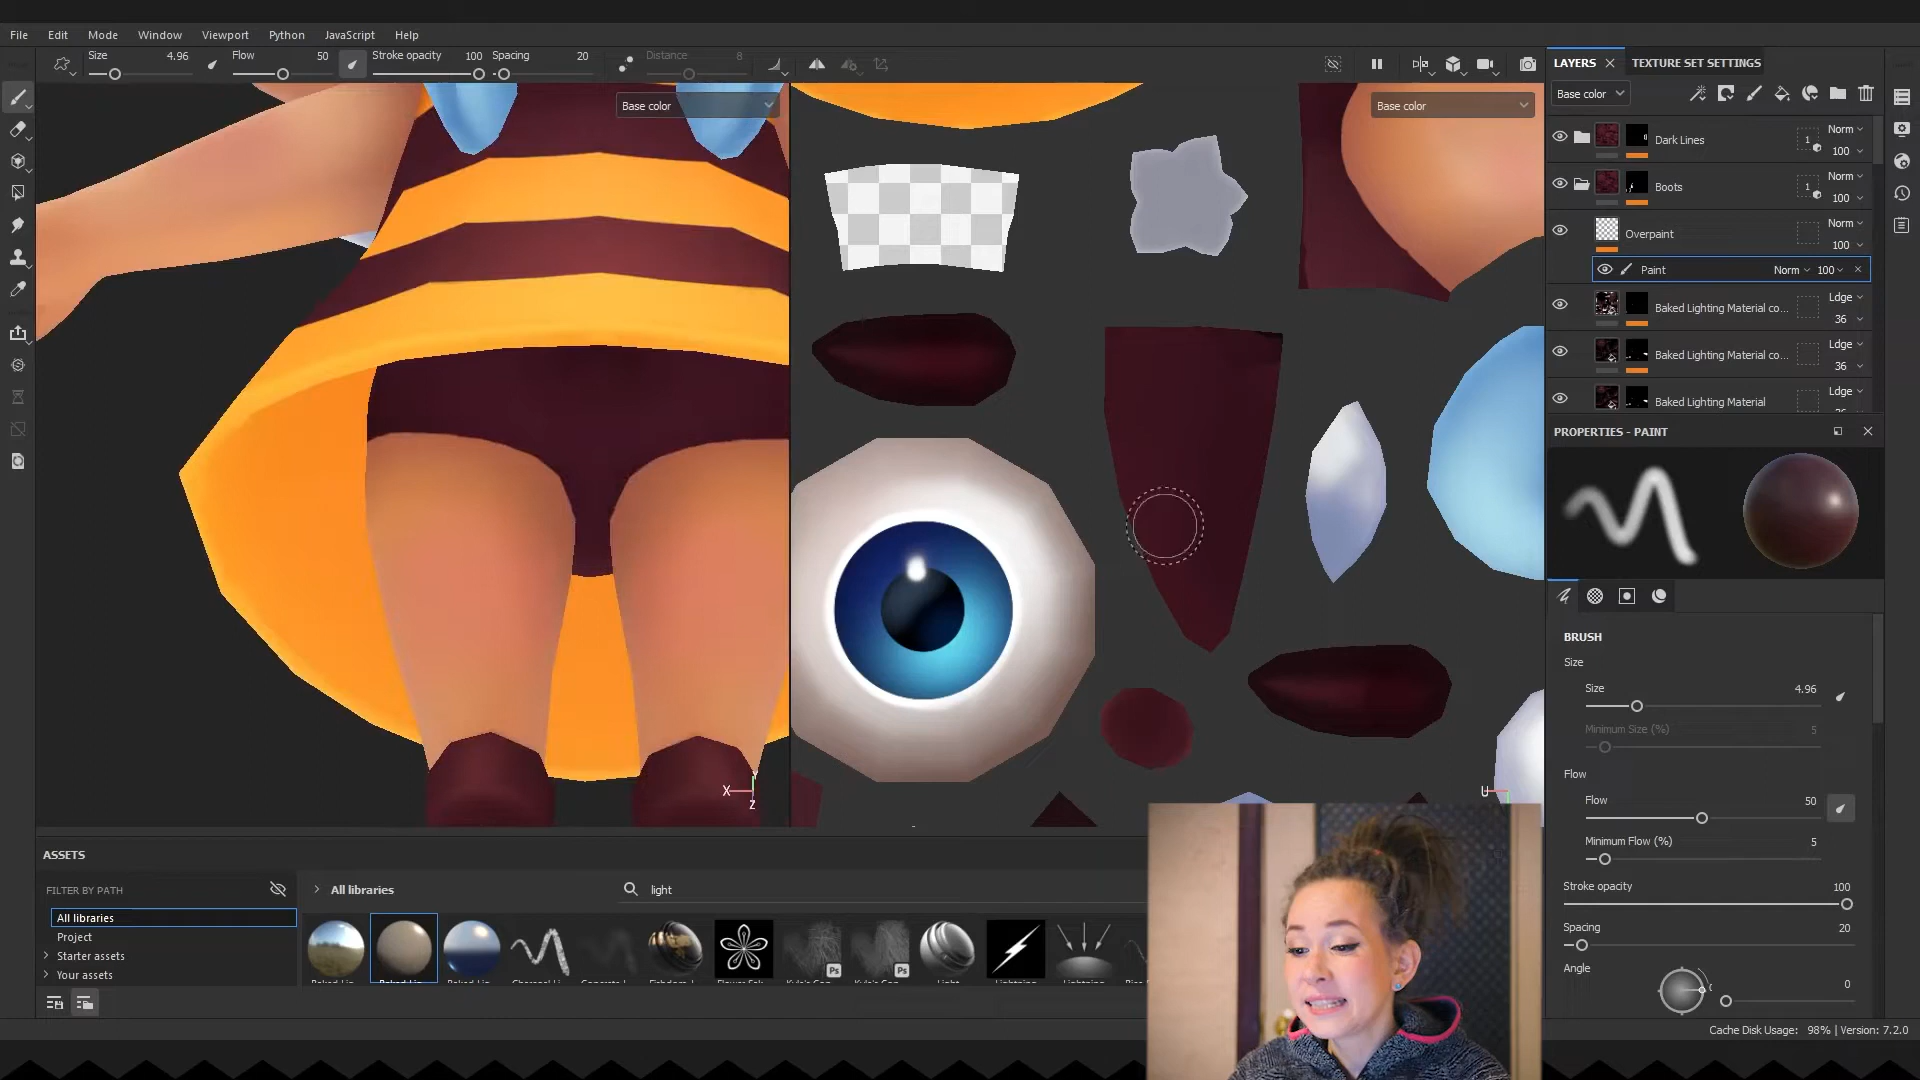 File Edit Mode Window Viewport Python JavaScript Help
Size 4.96 Flow 50 Stroke opacity 100 Spacing 20 Distance 8
Base color
Base color
LAYERS TEXTURE SET SETTINGS
Base color
Dark Lines 1 Norm 100
Boots 1 Norm 100
Overpaint Norm 100
Paint Norm 100
Baked Lighting Material co... Ldge 36
Baked Lighting Material co... Ldge 36
Baked Lighting Material Ldge
PROPERTIES - PAINT
BRUSH
Size
Size 4.96
Minimum Size (%) 5
Flow
Flow 50
Minimum Flow (%) 5
Stroke opacity 100
Spacing 20
Angle 0
X Z
U
ASSETS
FILTER BY PATH
All libraries
Project
Starter assets
Your assets
All libraries
light
Ps
Ps
Cache Disk Usage: 98% | Version: 7.2.0